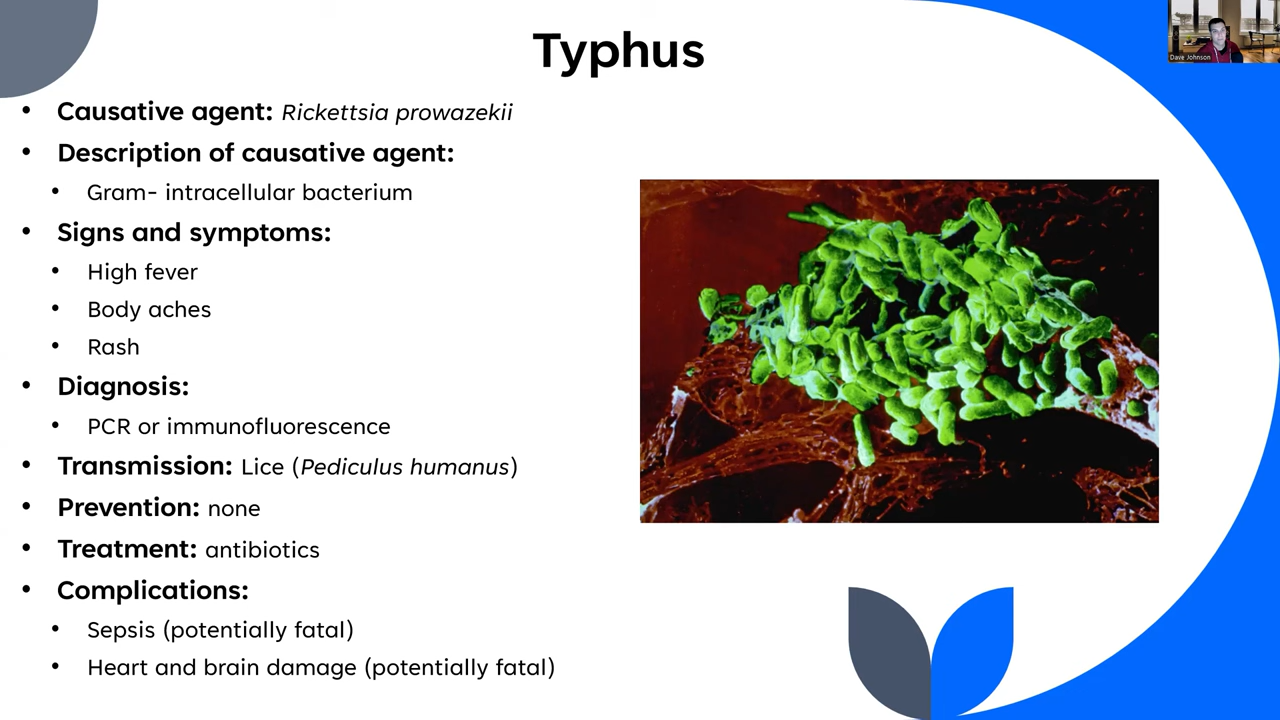 Typhus
Dave Johnson
• Causative agent: Rickettsia prowazekii
• Description of causative agent:
• Gram- intracellular bacterium
• Signs and symptoms:
• High fever
• Body aches
• Rash
• Diagnosis:
• PCR or immunofluorescence
• Transmission: Lice (Pediculus humanus)
• Prevention: none
• Treatment: antibiotics
• Complications:
• Sepsis (potentially fatal)
• Heart and brain damage (potentially fatal)